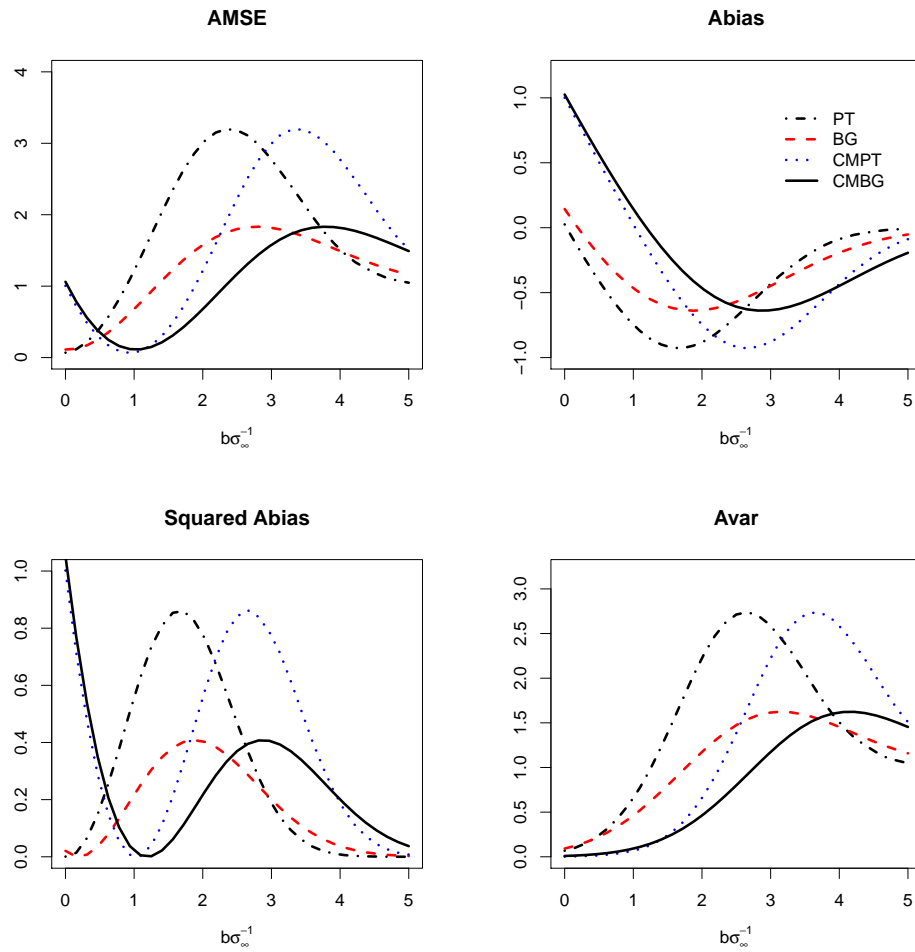 AMSE
0 1 2 3 4
0 1 2 3 4 5
bσ∞⁻¹
Abias
−1.0 −0.5 0.0 0.5 1.0
PT
BG
CMPT
CMBG
0 1 2 3 4 5
bσ∞⁻¹
Squared Abias
0.0 0.2 0.4 0.6 0.8 1.0
0 1 2 3 4 5
bσ∞⁻¹
Avar
0.0 0.5 1.0 1.5 2.0 2.5 3.0
0 1 2 3 4 5
bσ∞⁻¹